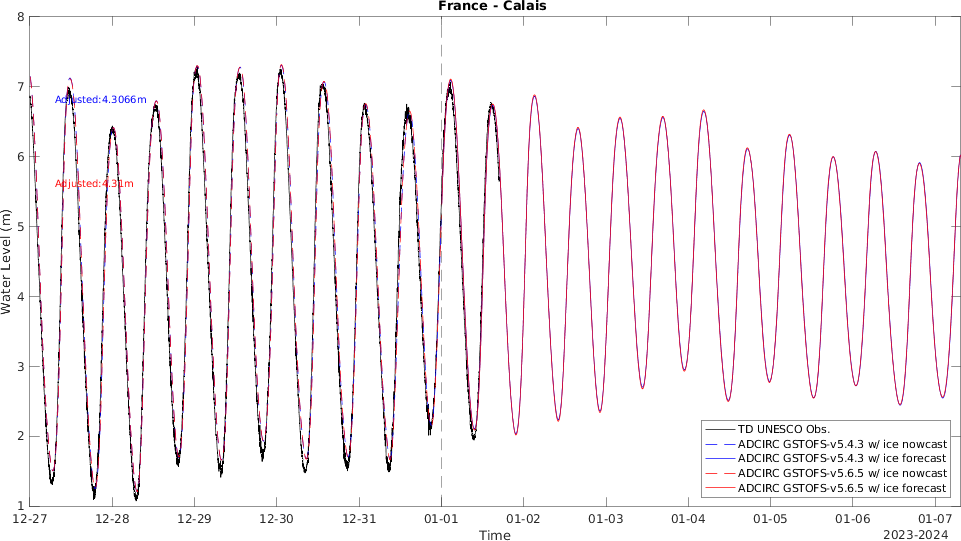 France - Calais
8
7
6
5
4
3
2
1
Water Level (m)
Adjusted:4.3066m
Adjusted:4.31m
TD UNESCO Obs.
ADCIRC GSTOFS-v5.4.3 w/ ice nowcast
ADCIRC GSTOFS-v5.4.3 w/ ice forecast
ADCIRC GSTOFS-v5.6.5 w/ ice nowcast
ADCIRC GSTOFS-v5.6.5 w/ ice forecast
12-27 12-28 12-29 12-30 12-31 01-01 01-02 01-03 01-04 01-05 01-06 01-07
Time
2023-2024